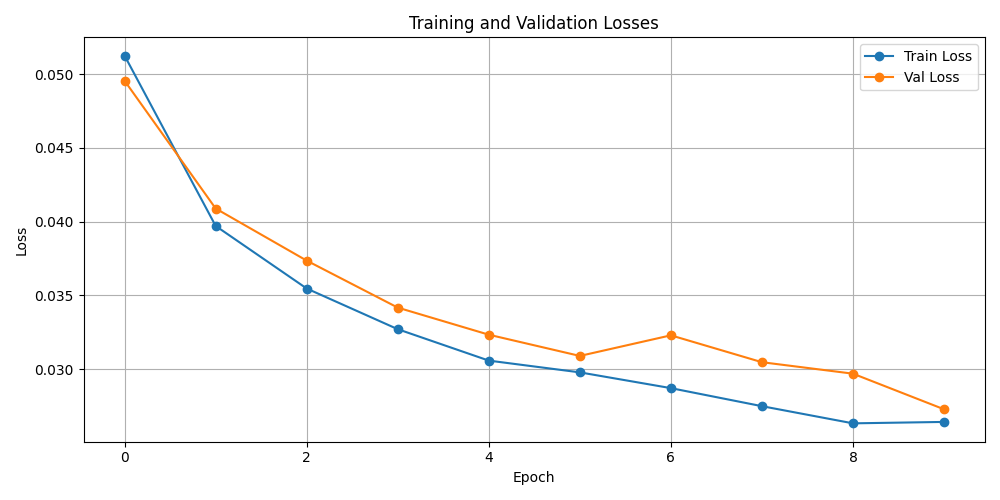 Training and Validation Losses
Train Loss
Val Loss
0.050
0.045
0.040
0.035
0.030
Loss
0 2 4 6 8
Epoch